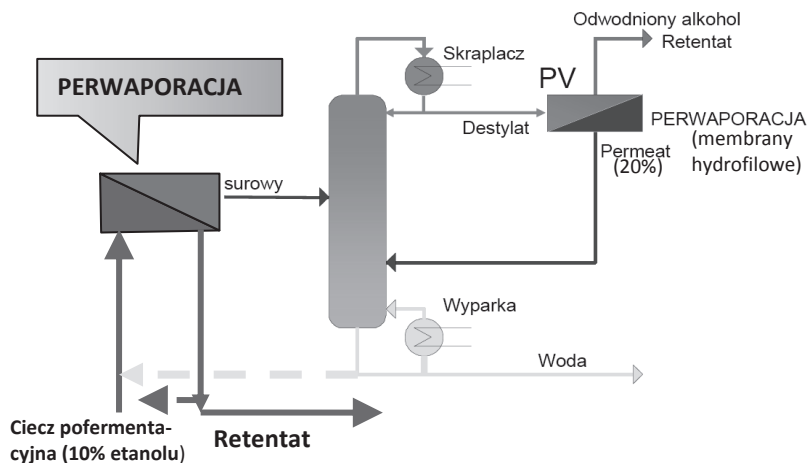 Odwodniony alkohol
Retentat
Skraplacz
PV
PERWAPORACJA
Destylat
PERWAPORACJA
(membrany
hydrofilowe)
Permeat
(20%)
surowy
Wyparka
Woda
Ciecz pofermenta-
cyjna (10% etanolu)
Retentat